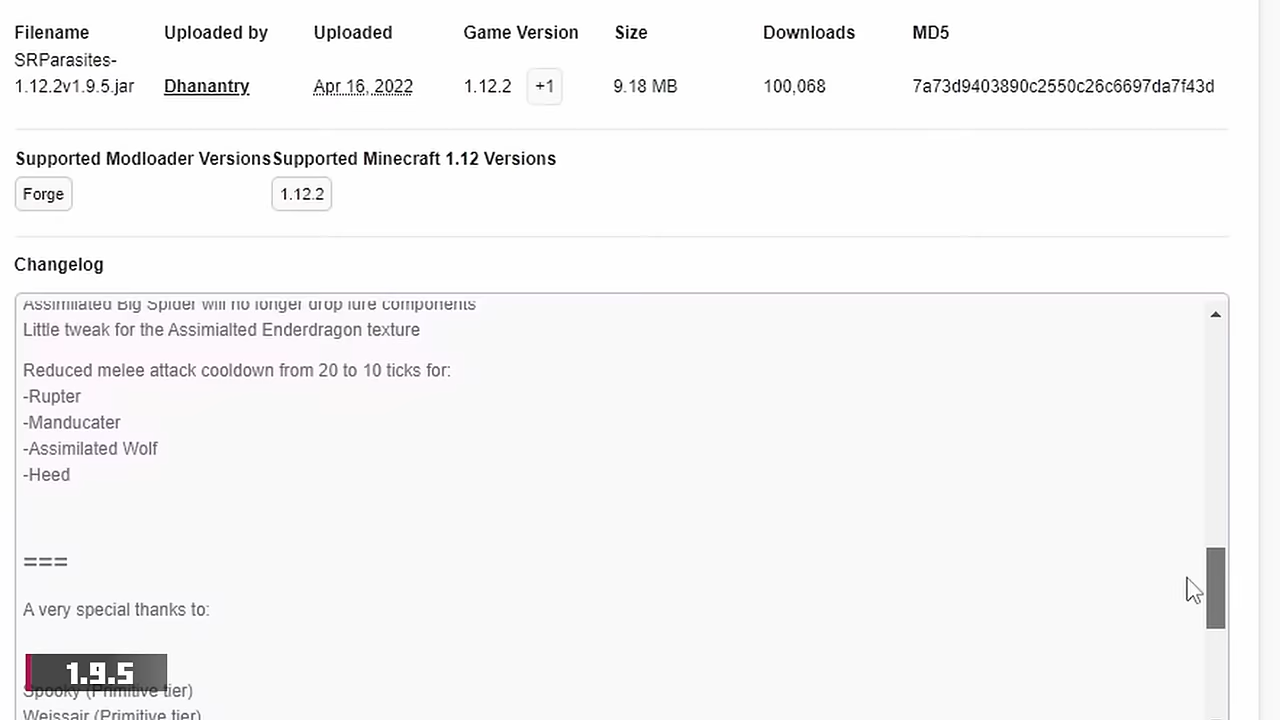 Filename Uploaded by Uploaded Game Version Size Downloads MD5
SRParasites-
1.12.2v1.9.5.jar Dhanantry Apr 16, 2022 1.12.2 +1 9.18 MB 100,068 7a73d9403890c2550c26c6697da7f43d
Supported Modloader Versions Supported Minecraft 1.12 Versions
Forge 1.12.2
Changelog
Assimilated Big Spider will no longer drop lure components
Little tweak for the Assimialted Enderdragon texture
Reduced melee attack cooldown from 20 to 10 ticks for:
-Rupter
-Manducater
-Assimilated Wolf
-Heed
===
A very special thanks to:
1.9.5
Spooky (Primitive tier)
Weissair (Primitive tier)